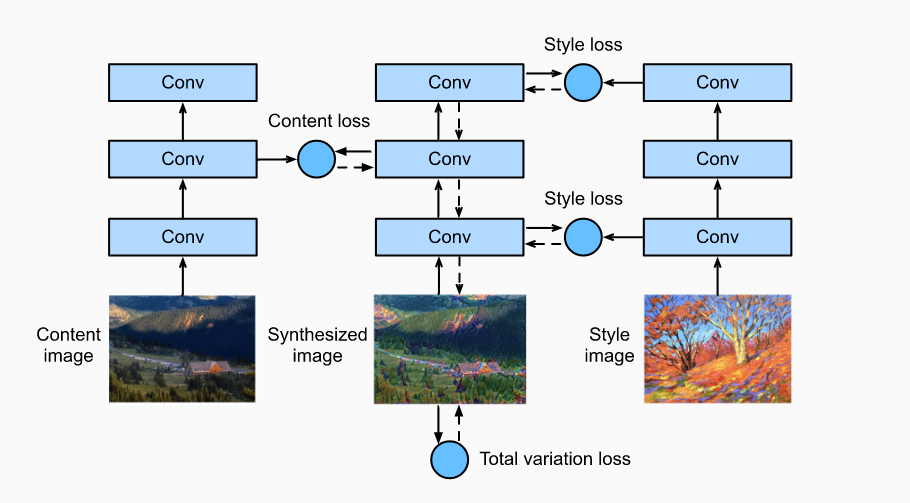 Style loss
Conv
Conv
Conv
Content loss
Conv
Conv
Conv
Style loss
Conv
Conv
Conv
Content
image
Synthesized
image
Style
image
Total variation loss